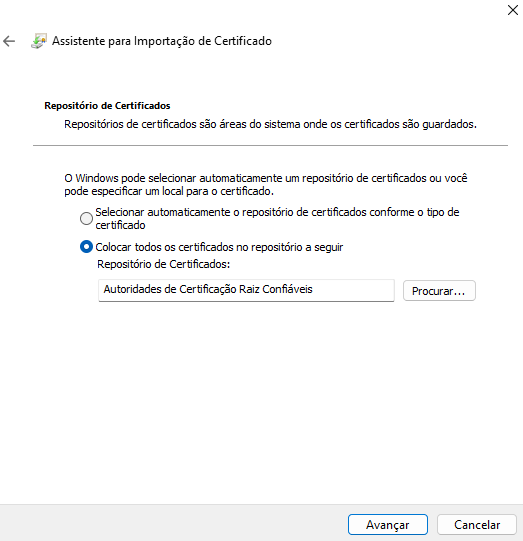 Assistente para Importação de Certificado
Repositório de Certificados
Repositórios de certificados são áreas do sistema onde os certificados são guardados.
O Windows pode selecionar automaticamente um repositório de certificados ou você
pode especificar um local para o certificado.
Selecionar automaticamente o repositório de certificados conforme o tipo de
certificado
Colocar todos os certificados no repositório a seguir
Repositório de Certificados:
Autoridades de Certificação Raiz Confiáveis
Procurar...
Avançar
Cancelar